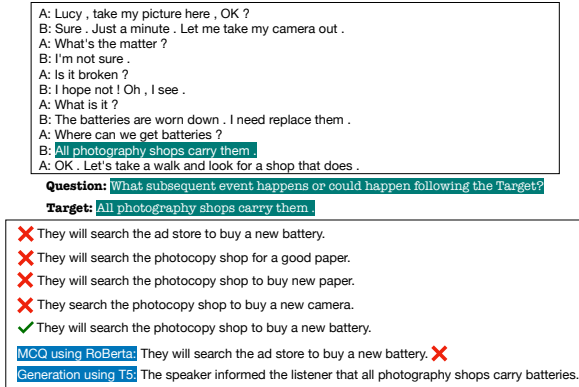 A: Lucy , take my picture here , OK ?
B: Sure . Just a minute . Let me take my camera out .
A: What's the matter ?
B: I'm not sure .
A: Is it broken ?
B: I hope not ! Oh , I see .
A: What is it ?
B: The batteries are worn down . I need replace them .
A: Where can we get batteries ?
B: All photography shops carry them .
A: OK . Let's take a walk and look for a shop that does .
Question: What subsequent event happens or could happen following the Target?
Target: All photography shops carry them .
They will search the ad store to buy a new battery.
They will search the photocopy shop for a good paper.
They will search the photocopy shop to buy new paper.
They search the photocopy shop to buy a new camera.
They will search the photocopy shop to buy a new battery.
MCQ using RoBerta: They will search the ad store to buy a new battery.
Generation using T5: The speaker informed the listener that all photography shops carry batteries.